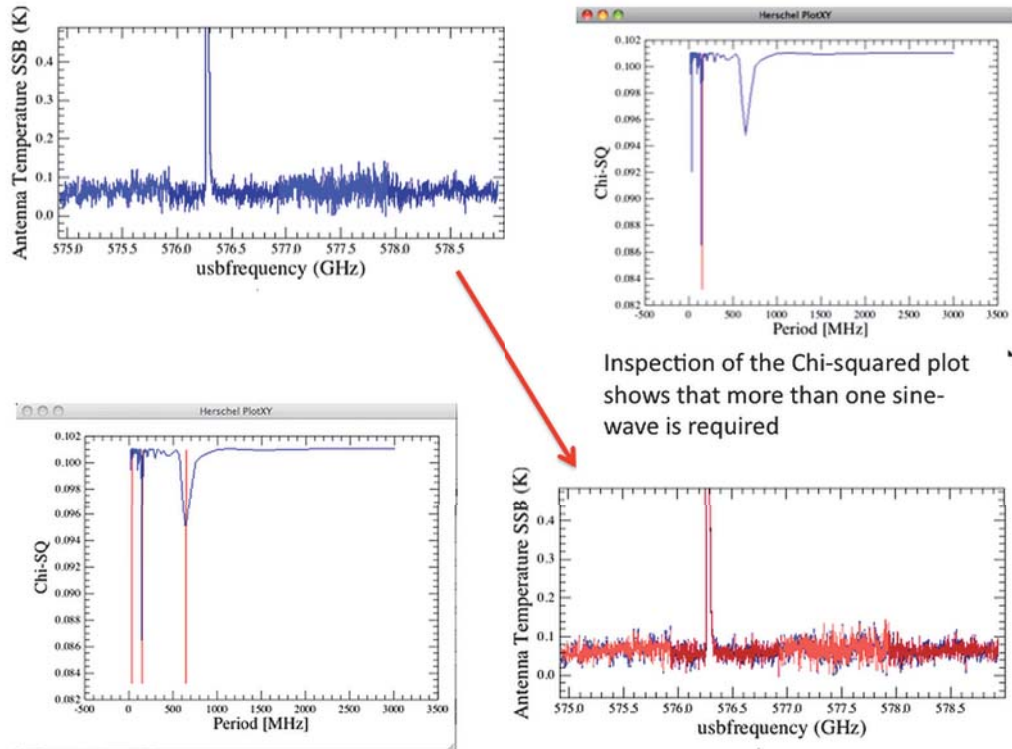 Antenna Temperature SSB (K)
0.4
0.3
0.2
0.1
0.0
575.0 575.5 576.0 576.5 577.0 577.5 578.0 578.5
usbfrequency (GHz)
Herschel PlotXY
Chi-SQ
0.102
0.100
0.098
0.096
0.094
0.092
0.090
0.088
0.086
0.084
0.082
-500 0 500 1000 1500 2000 2500 3000 3500
Period [MHz]
Inspection of the Chi-squared plot
shows that more than one sine-
wave is required
Herschel PlotXY
Chi-SQ
0.102
0.100
0.098
0.096
0.094
0.092
0.090
0.088
0.086
0.084
0.082
-500 0 500 1000 1500 2000 2500 3000 3500
Period [MHz]
Antenna Temperature SSB (K)
0.4
0.3
0.2
0.1
0.0
575.0 575.5 576.0 576.5 577.0 577.5 578.0 578.5
usbfrequency (GHz)